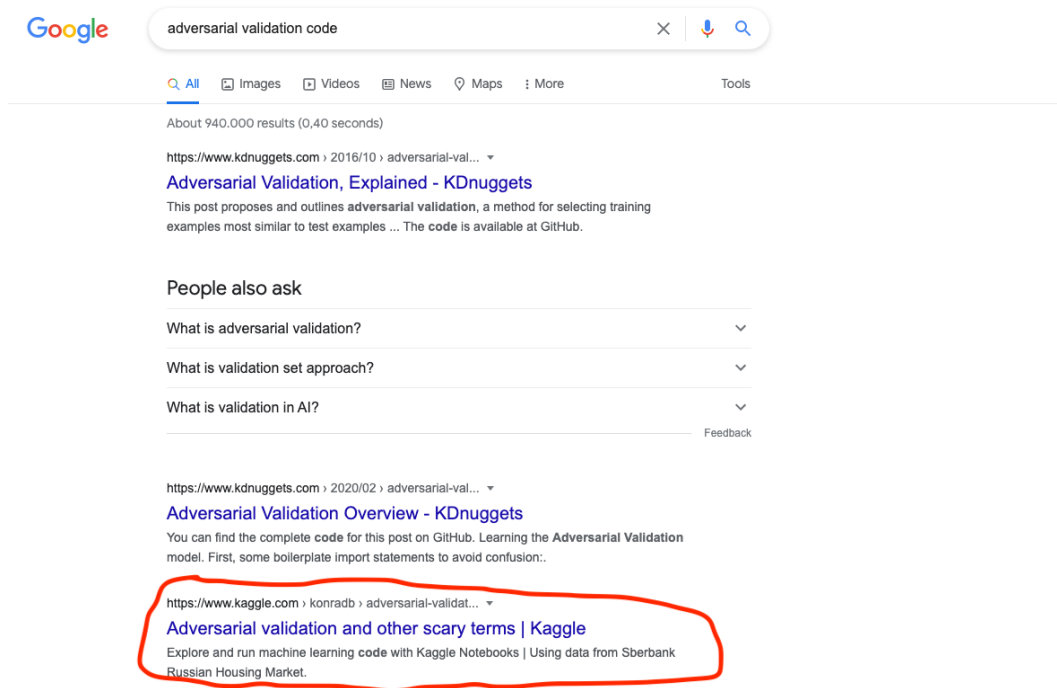 Google
adversarial validation code
All Images Videos News Maps More Tools
About 940.000 results (0,40 seconds)
https://www.kdnuggets.com › 2016/10 › adversarial-val...
Adversarial Validation, Explained - KDnuggets
This post proposes and outlines adversarial validation, a method for selecting training
examples most similar to test examples ... The code is available at GitHub.
People also ask
What is adversarial validation?
What is validation set approach?
What is validation in AI?
Feedback
https://www.kdnuggets.com › 2020/02 › adversarial-val...
Adversarial Validation Overview - KDnuggets
You can find the complete code for this post on GitHub. Learning the Adversarial Validation
model. First, some boilerplate import statements to avoid confusion:.
https://www.kaggle.com › konradb › adversarial-validat...
Adversarial validation and other scary terms | Kaggle
Explore and run machine learning code with Kaggle Notebooks | Using data from Sberbank
Russian Housing Market.